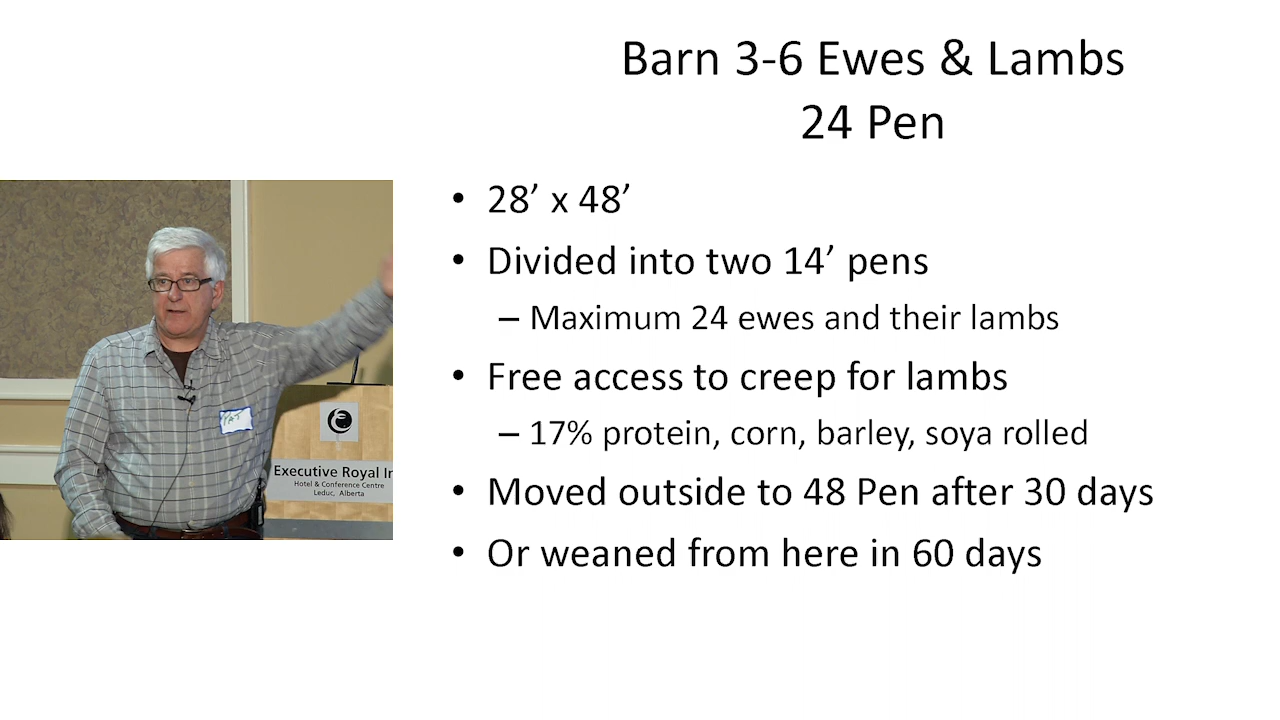 Barn 3-6 Ewes & Lambs
24 Pen
• 28’ x 48’
• Divided into two 14’ pens
– Maximum 24 ewes and their lambs
• Free access to creep for lambs
– 17% protein, corn, barley, soya rolled
• Moved outside to 48 Pen after 30 days
• Or weaned from here in 60 days
PAT
Executive Royal In
Hotel & Conference Centre
Leduc, Alberta